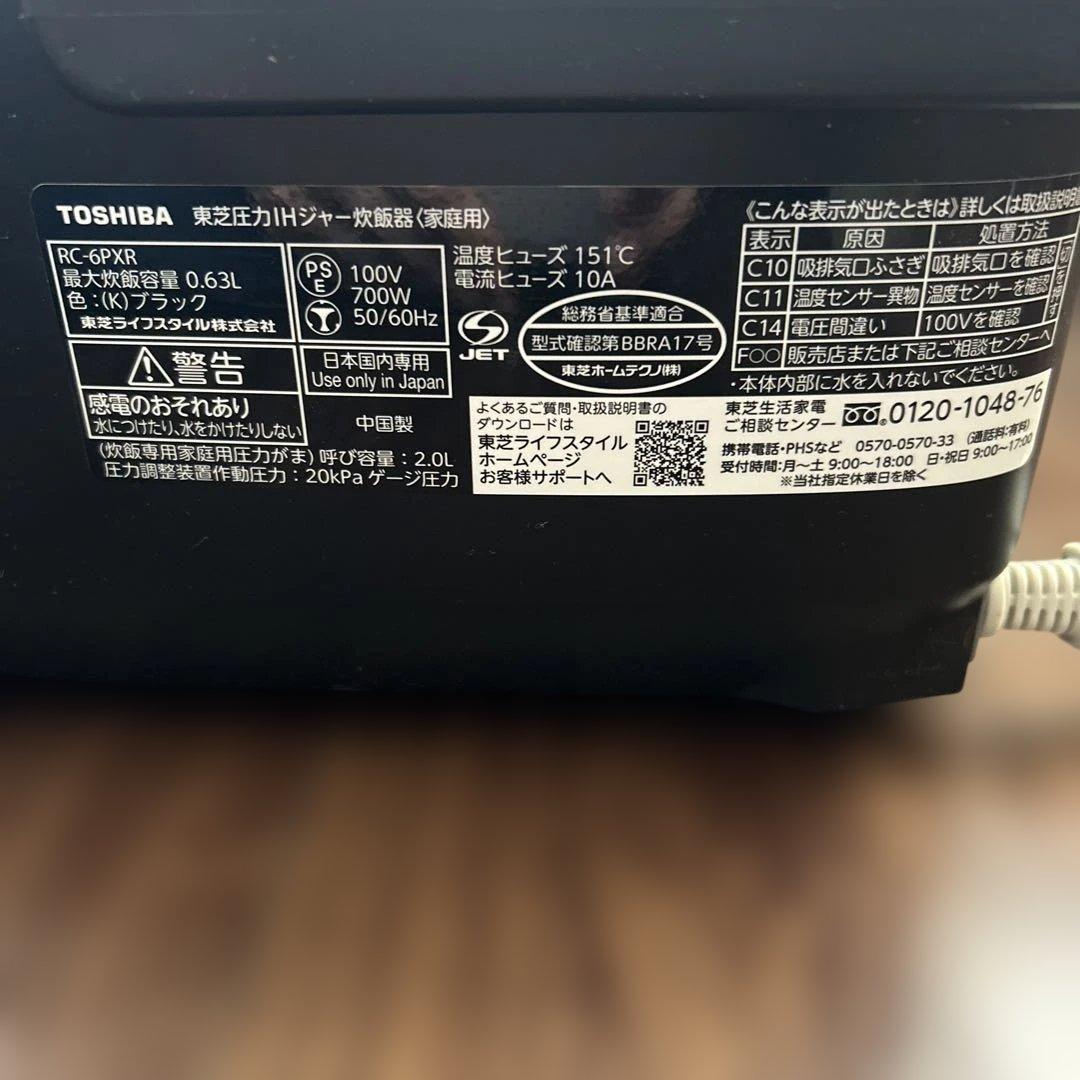 TOSHIBA 東芝圧力IHジャー炊飯器〈家庭用〉
RC-6PXR
最大炊飯容量 0.63L
色:(K)ブラック
東芝ライフスタイル株式会社
PS
E
100V
700W
50/60Hz
温度ヒューズ 151℃
電流ヒューズ 10A
JET
総務省基準適合
型式確認第BBRA17号
東芝ホームテクノ(株)
警告
感電のおそれあり
水につけたり、水をかけたりしない
日本国内専用
Use only in Japan
中国製
(炊飯専用家庭用圧力がま) 呼び容量:2.0L
圧力調整装置作動圧力:20kPa ゲージ圧力
《こんな表示が出たときは》詳しくは取扱説明
表示 原因 処置方法
C10 吸排気口ふさぎ 吸排気口を確認
C11 温度センサー異物 温度センサーを確認
C14 電圧間違い 100Vを確認
切を押す
F○○ 販売店または下記ご相談センターへ
・本体内部に水を入れないでください。
よくあるご質問・取扱説明書の
ダウンロードは
東芝ライフスタイル
ホームページ
お客様サポートへ
東芝生活家電
ご相談センター 0120-1048-76
携帯電話・PHSなど 0570-0570-33 (通話料:有料)
受付時間:月~土 9:00~18:00 日・祝日 9:00~17:00
※当社指定休業日を除く